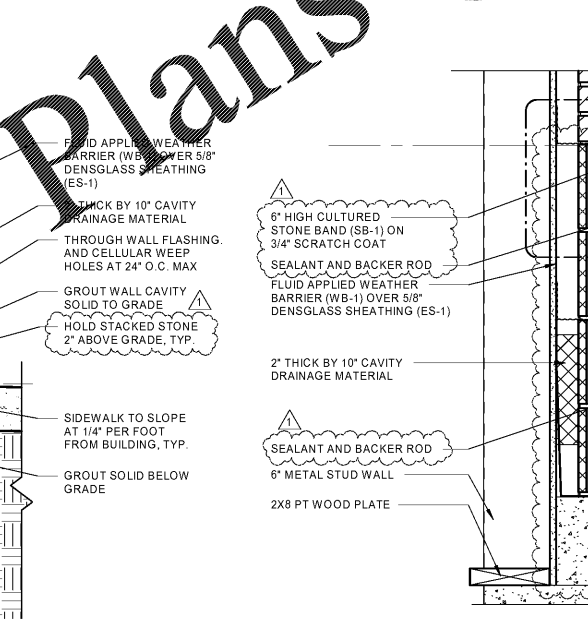 Plans
FLUID APPLIED WEATHER
BARRIER (WB-1) OVER 5/8"
DENSGLASS SHEATHING
(ES-1)
THICK BY 10" CAVITY
DRAINAGE MATERIAL
THROUGH WALL FLASHING.
AND CELLULAR WEEP
HOLES AT 24" O.C. MAX
GROUT WALL CAVITY
SOLID TO GRADE
1
HOLD STACKED STONE
2" ABOVE GRADE, TYP.
SIDEWALK TO SLOPE
AT 1/4" PER FOOT
FROM BUILDING, TYP.
GROUT SOLID BELOW
GRADE
1
6" HIGH CULTURED
STONE BAND (SB-1) ON
3/4" SCRATCH COAT
SEALANT AND BACKER ROD
FLUID APPLIED WEATHER
BARRIER (WB-1) OVER 5/8"
DENSGLASS SHEATHING (ES-1)
2" THICK BY 10" CAVITY
DRAINAGE MATERIAL
1
SEALANT AND BACKER ROD
6" METAL STUD WALL
2X8 PT WOOD PLATE